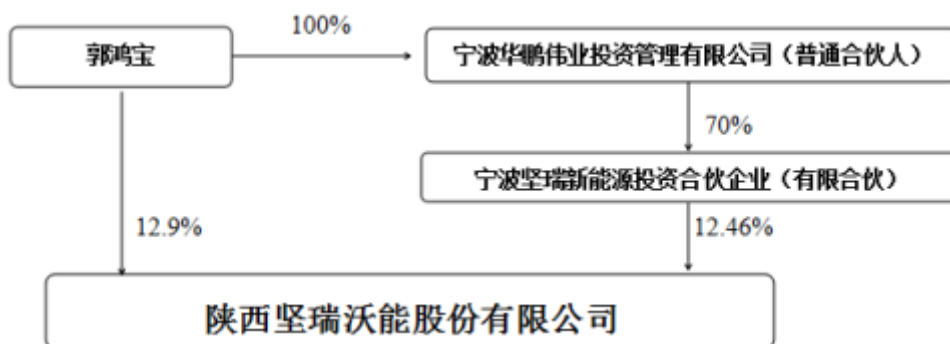 100%
郭鸿宝
宁波华鹏伟业投资管理有限公司（普通合伙人）
70%
宁波坚瑞新能源投资合伙企业（有限合伙）
12.9%
12.46%
陕西坚瑞沃能股份有限公司